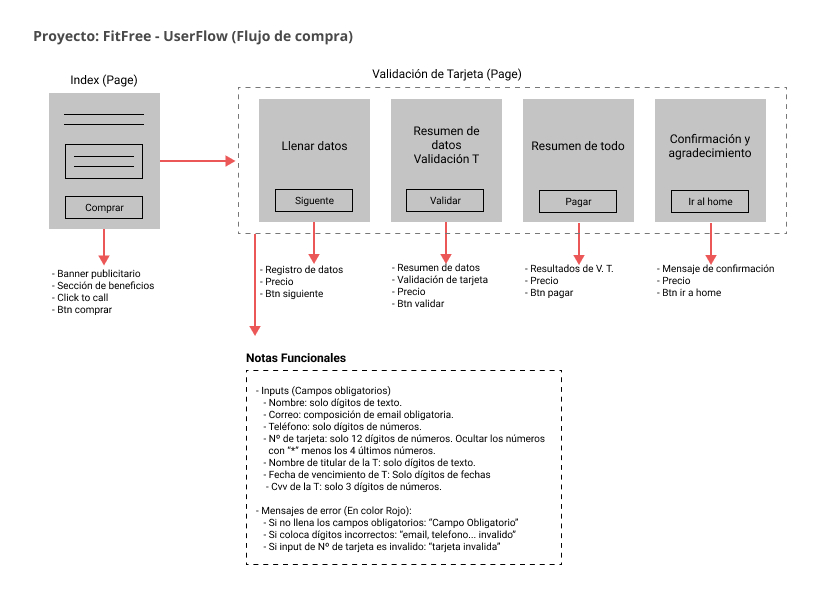 Proyecto: FitFree - UserFlow (Flujo de compra)
Index (Page)
Comprar
- Banner publicitario
- Sección de beneficios
- Click to call
- Btn comprar
Validación de Tarjeta (Page)
Llenar datos
Siguente
- Registro de datos
- Precio
- Btn siguiente
Resumen de
datos
Validación T
Validar
- Resumen de datos
- Validación de tarjeta
- Precio
- Btn validar
Resumen de todo
Pagar
- Resultados de V. T.
- Precio
- Btn pagar
Confirmación y
agradecimiento
Ir al home
- Mensaje de confirmación
- Precio
- Btn ir a home
Notas Funcionales
- Inputs (Campos obligatorios)
- Nombre: solo dígitos de texto.
- Correo: composición de email obligatoria.
- Teléfono: solo dígitos de números.
- Nº de tarjeta: solo 12 dígitos de números. Ocultar los números
con “*” menos los 4 últimos números.
- Nombre de titular de la T: solo dígitos de texto.
- Fecha de vencimiento de T: Solo dígitos de fechas
- Cvv de la T: solo 3 dígitos de números.
- Mensajes de error (En color Rojo):
- Si no llena los campos obligatorios: “Campo Obligatorio”
- Si coloca dígitos incorrectos: “email, telefono... invalido”
- Si input de Nº de tarjeta es invalido: “tarjeta invalida”